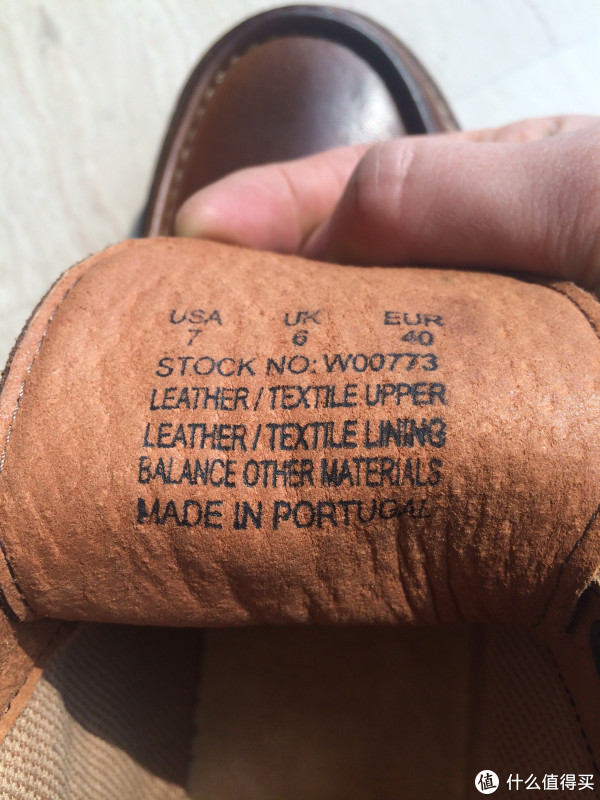 USA UK EUR
7 6 40
STOCK NO: W00773
LEATHER / TEXTILE UPPER
LEATHER / TEXTILE LINING
BALANCE OTHER MATERIALS
MADE IN PORTUGAL
值 什么值得买